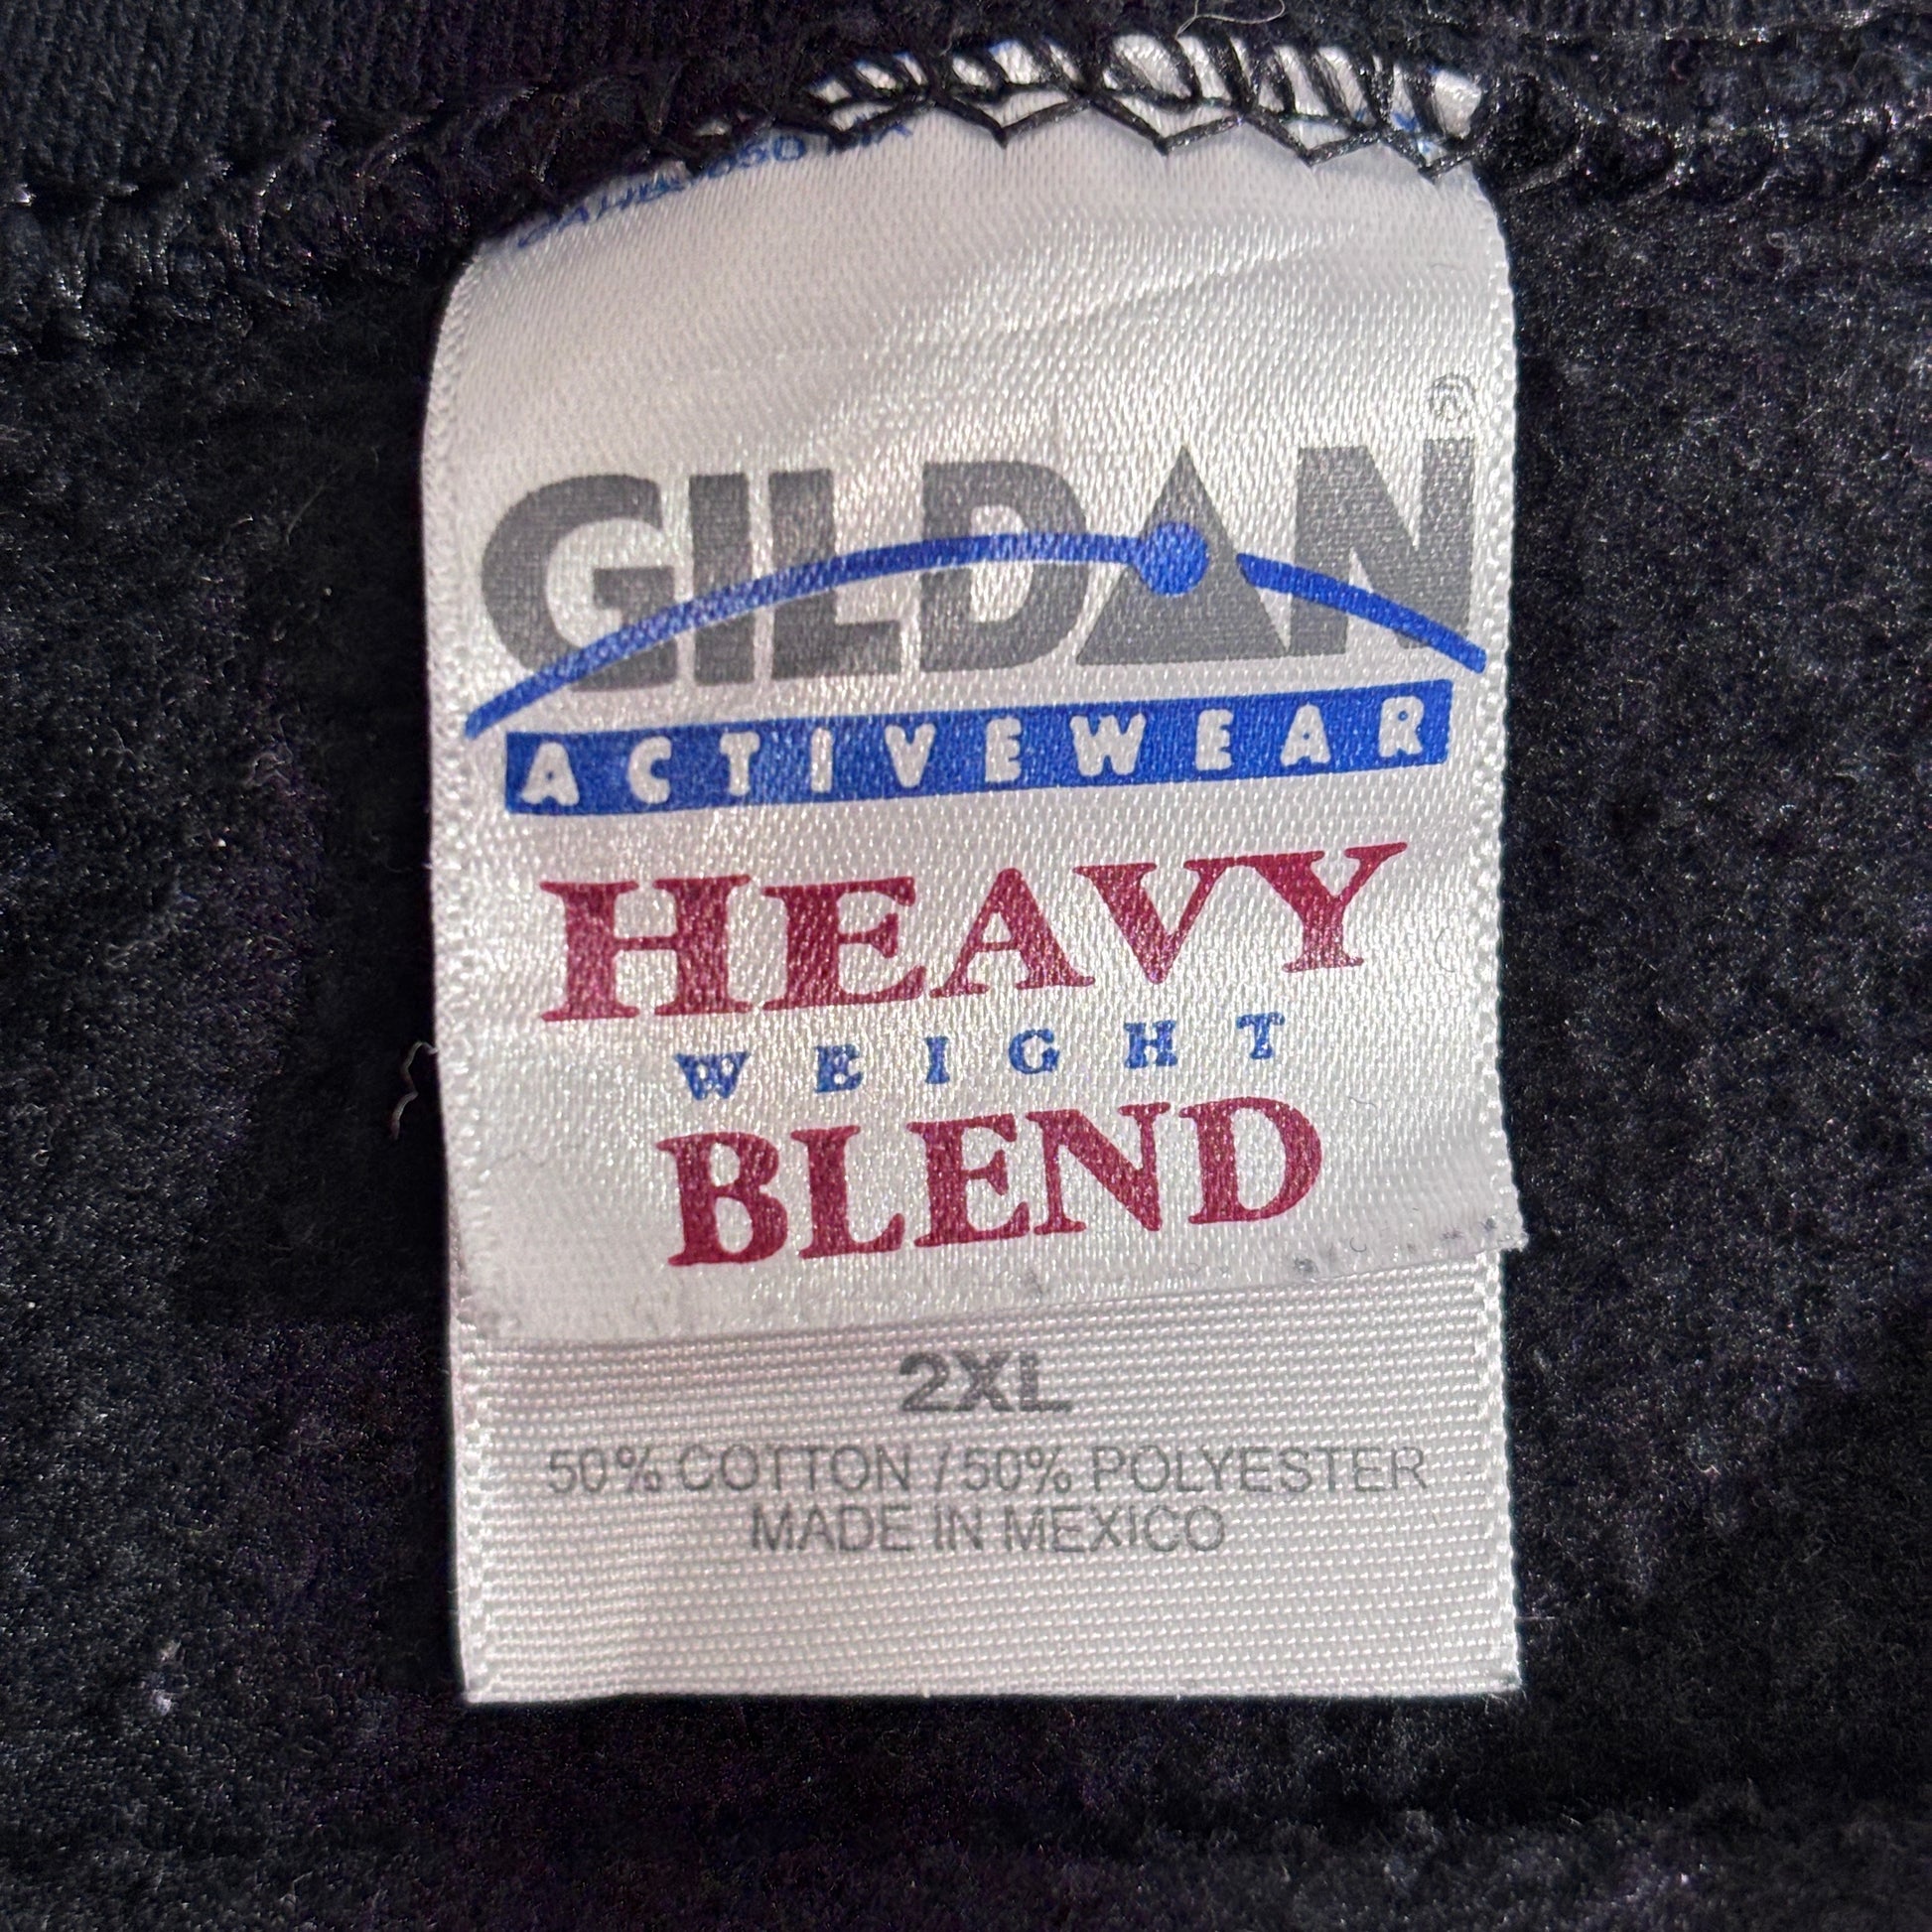 GILDAN®
ACTIVEWEAR
HEAVY
WEIGHT
BLEND
2XL
50% COTTON / 50% POLYESTER
MADE IN MEXICO